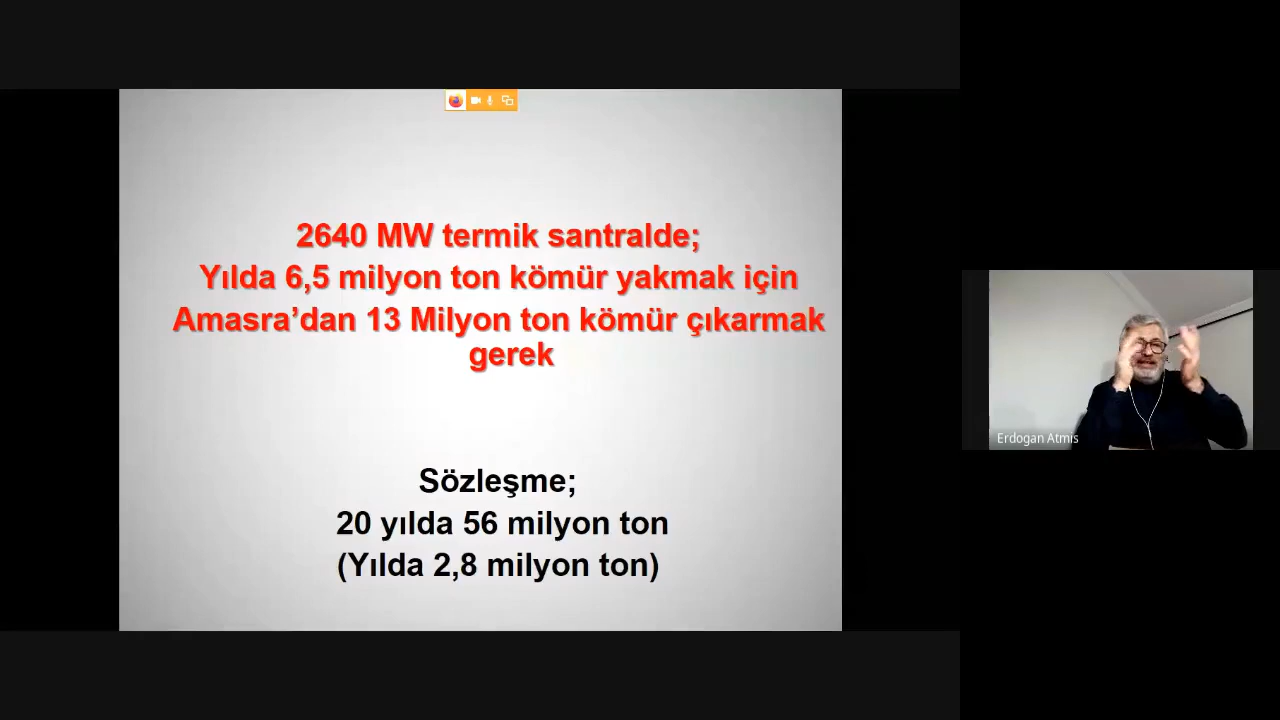 2640 MW termik santralde;
Yılda 6,5 milyon ton kömür yakmak için
Amasra’dan 13 Milyon ton kömür çıkarmak
gerek
Sözleşme;
20 yılda 56 milyon ton
(Yılda 2,8 milyon ton)
Erdogan Atmis